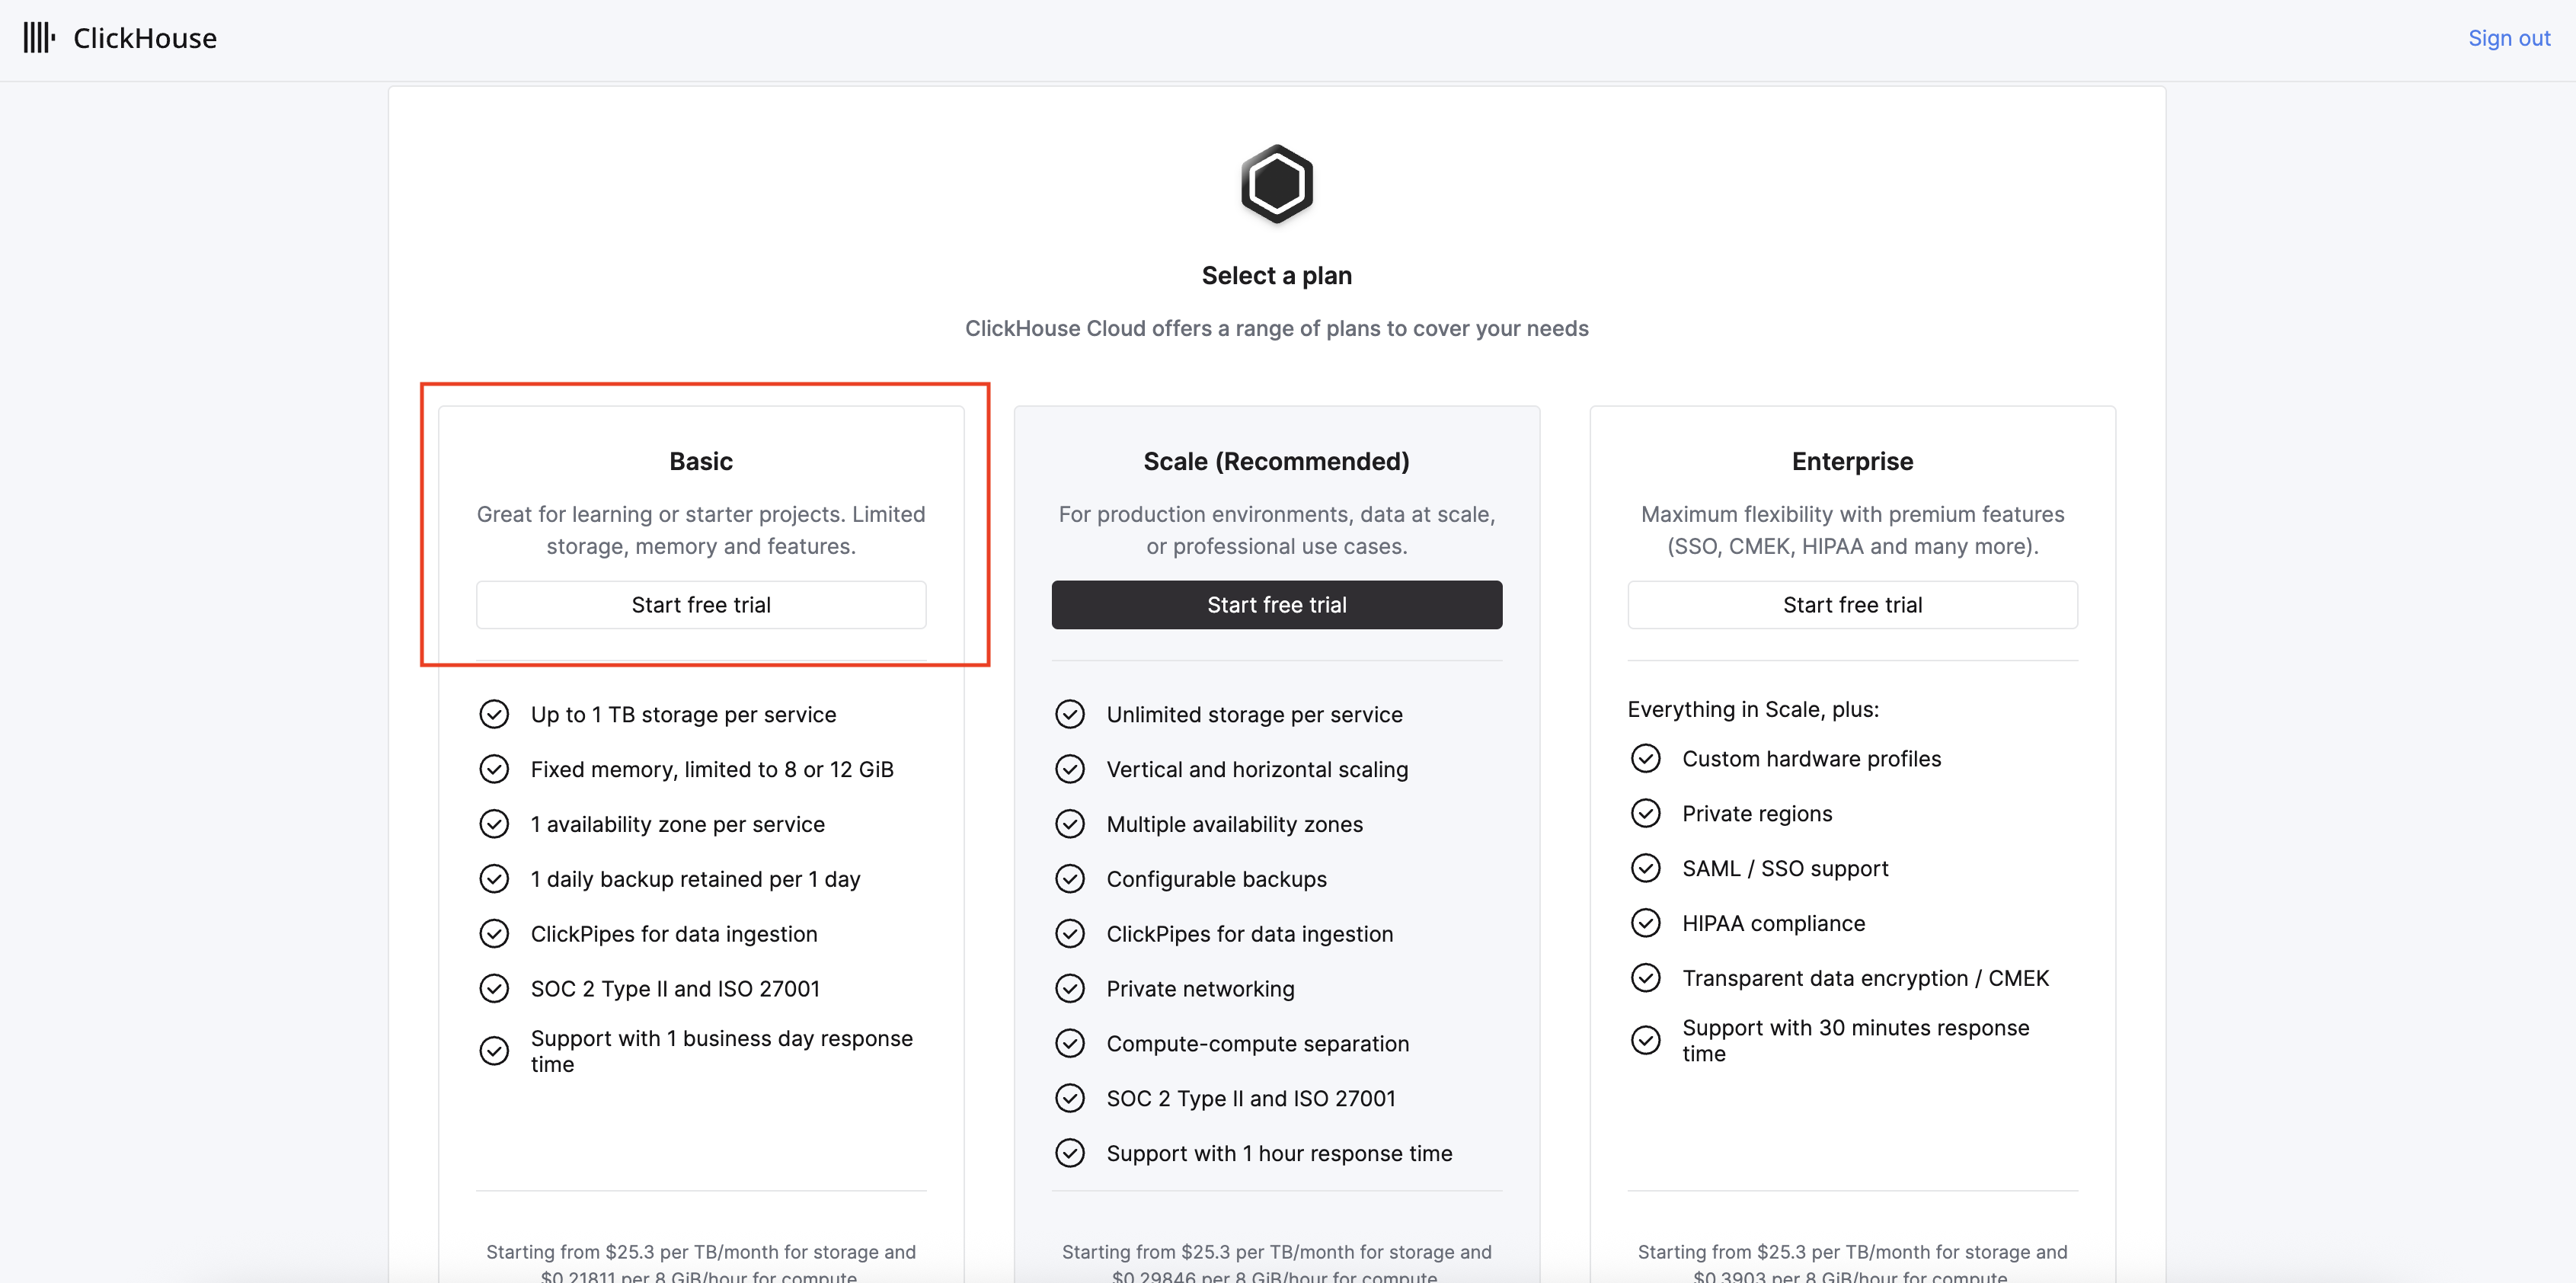 ClickHouse
Sign out
Select a plan
ClickHouse Cloud offers a range of plans to cover your needs
Basic
Great for learning or starter projects. Limited
storage, memory and features.
Start free trial
Up to 1 TB storage per service
Fixed memory, limited to 8 or 12 GiB
1 availability zone per service
1 daily backup retained per 1 day
ClickPipes for data ingestion
SOC 2 Type II and ISO 27001
Support with 1 business day response
time
Starting from $25.3 per TB/month for storage and
$0.21811 per 8 GiB/hour for compute
Scale (Recommended)
For production environments, data at scale,
or professional use cases.
Start free trial
Unlimited storage per service
Vertical and horizontal scaling
Multiple availability zones
Configurable backups
ClickPipes for data ingestion
Private networking
Compute-compute separation
SOC 2 Type II and ISO 27001
Support with 1 hour response time
Starting from $25.3 per TB/month for storage and
$0.29846 per 8 GiB/hour for compute
Enterprise
Maximum flexibility with premium features
(SSO, CMEK, HIPAA and many more).
Start free trial
Everything in Scale, plus:
Custom hardware profiles
Private regions
SAML / SSO support
HIPAA compliance
Transparent data encryption / CMEK
Support with 30 minutes response
time
Starting from $25.3 per TB/month for storage and
$0.3903 per 8 GiB/hour for compute